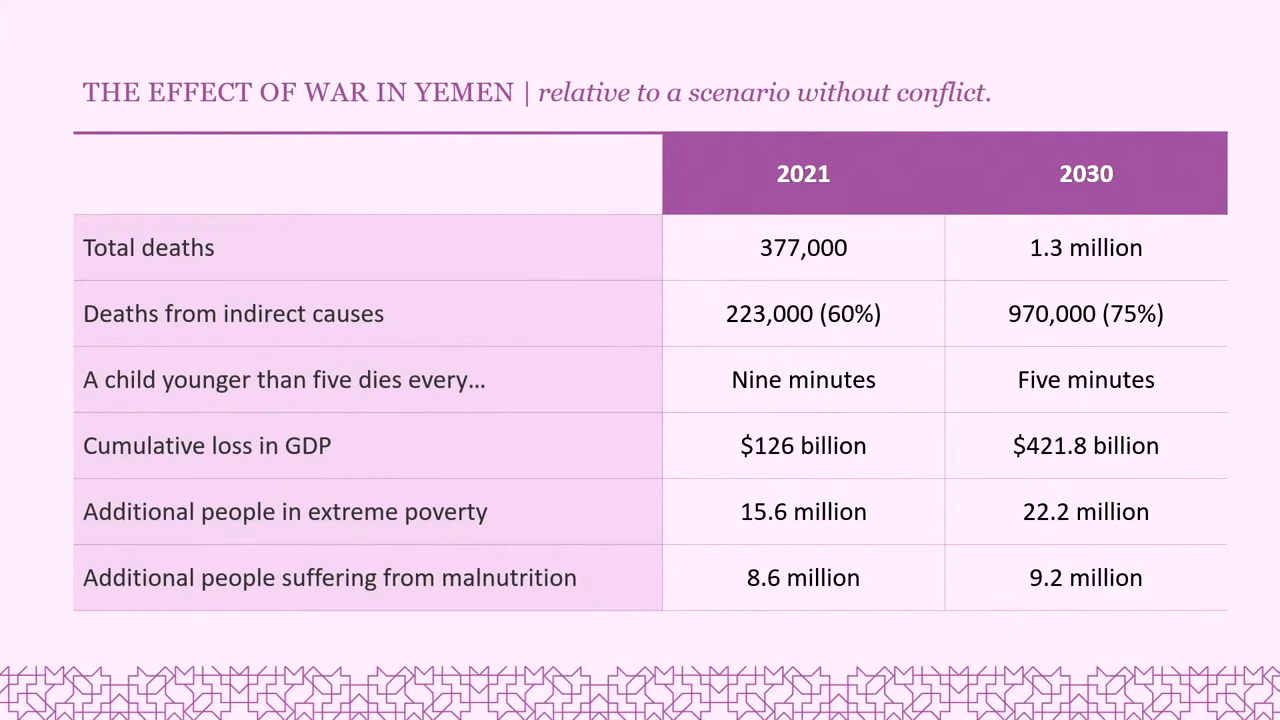 THE EFFECT OF WAR IN YEMEN | relative to a scenario without conflict.
2021 2030
Total deaths 377,000 1.3 million
Deaths from indirect causes 223,000 (60%) 970,000 (75%)
A child younger than five dies every… Nine minutes Five minutes
Cumulative loss in GDP $126 billion $421.8 billion
Additional people in extreme poverty 15.6 million 22.2 million
Additional people suffering from malnutrition 8.6 million 9.2 million